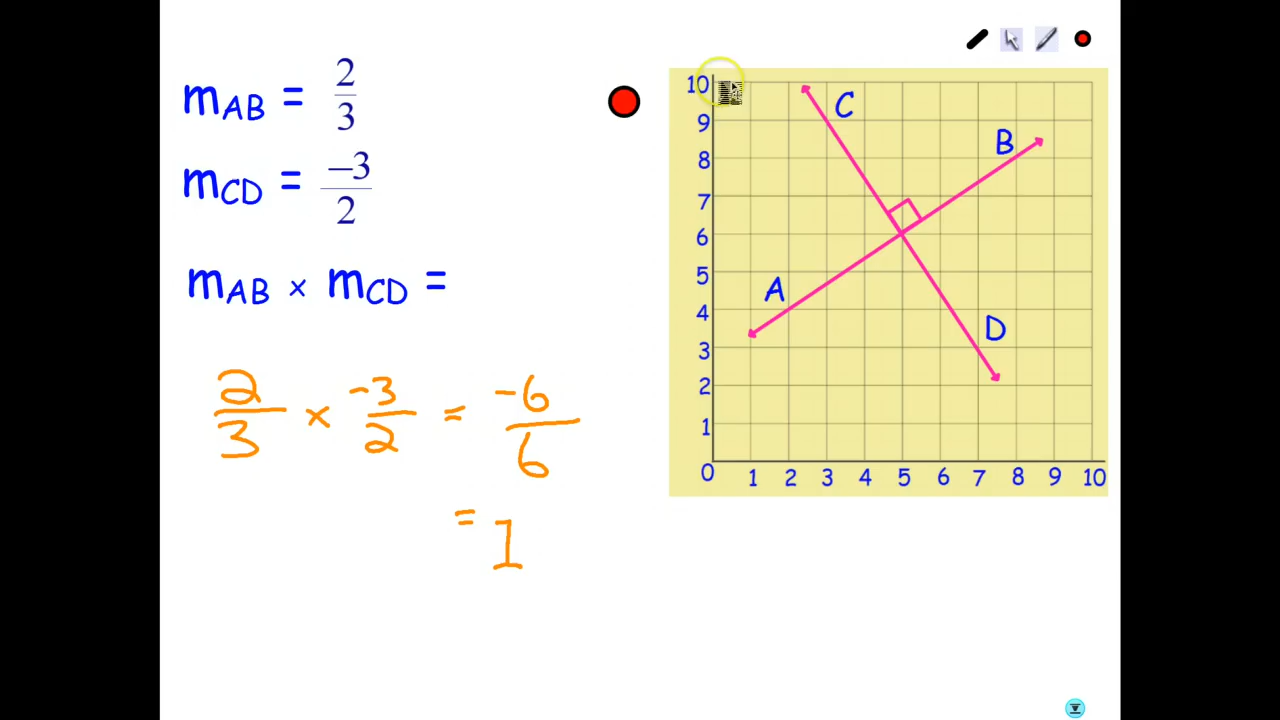 mAB = 2/3
mCD = -3/2
mAB × mCD =
2/3 × -3/2 = -6/6
= 1
10
9
8
7
6
5
4
3
2
1
0 1 2 3 4 5 6 7 8 9 10
C
B
A
D